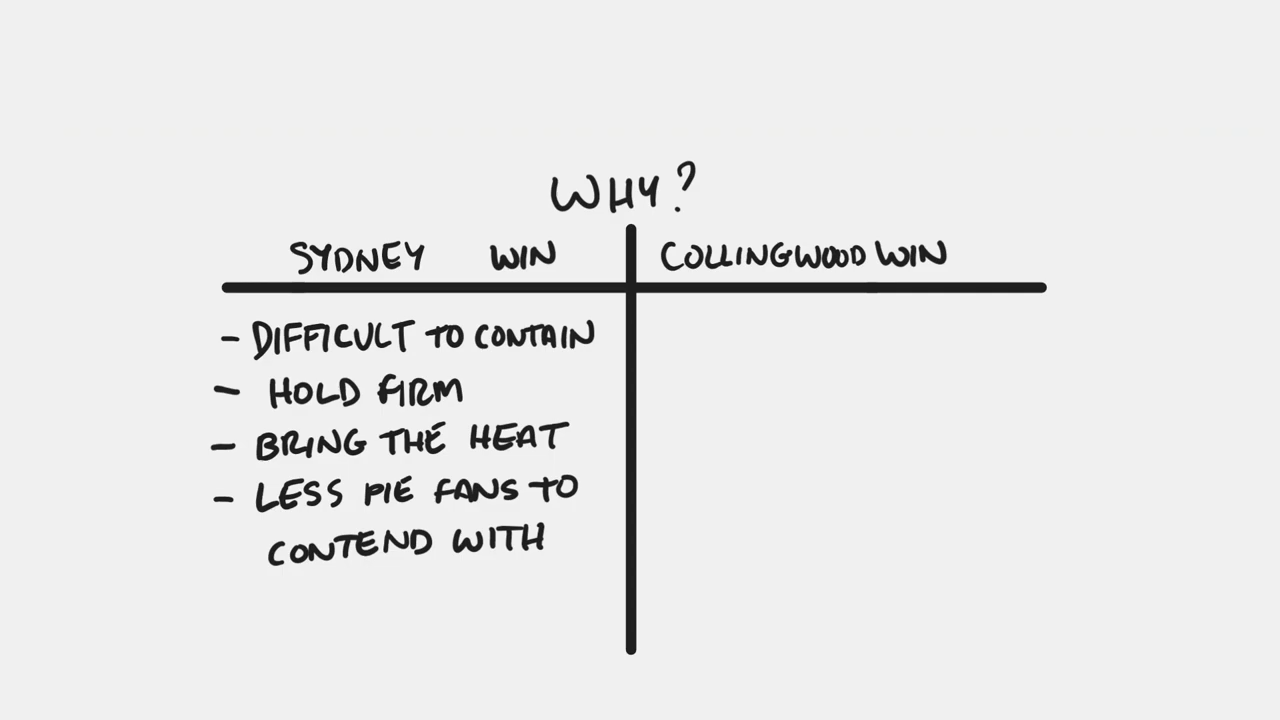 WHY?
SYDNEY WIN
COLLINGWOOD WIN
- DIFFICULT TO CONTAIN
- HOLD FIRM
- BRING THE HEAT
- LESS PIE FANS TO
CONTEND WITH